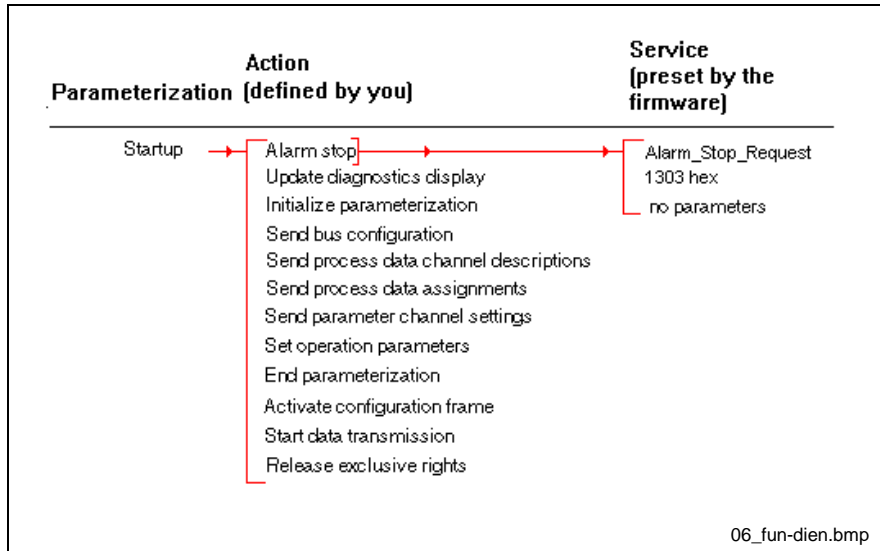 Parameterization
Action
(defined by you)
Service
(preset by the
firmware)
Startup
Alarm stop
Update diagnostics display
Initialize parameterization
Send bus configuration
Send process data channel descriptions
Send process data assignments
Send parameter channel settings
Set operation parameters
End parameterization
Activate configuration frame
Start data transmission
Release exclusive rights
Alarm_Stop_Request
1303 hex
no parameters
06_fun-dien.bmp